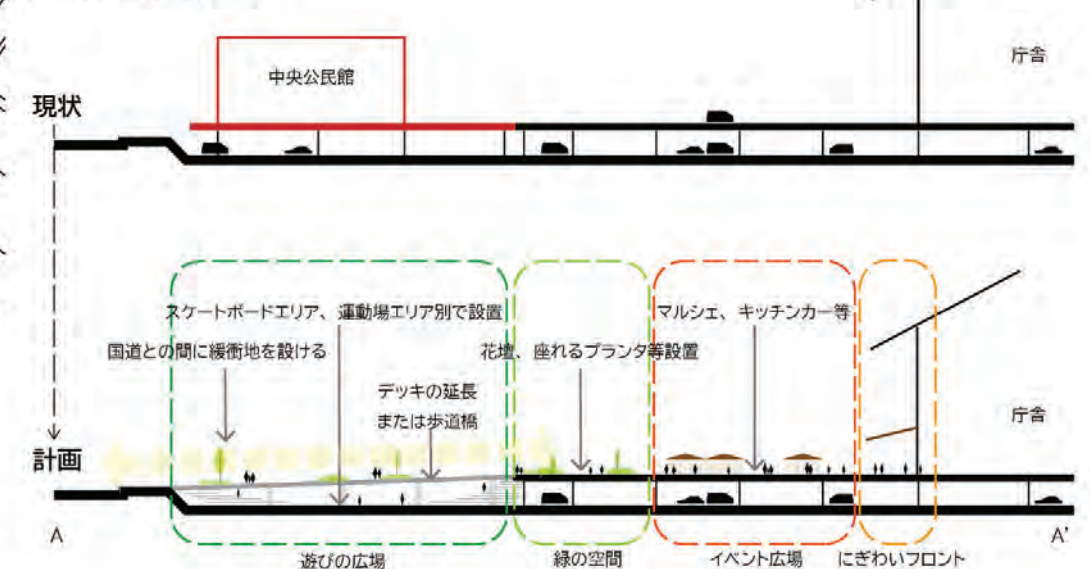 中央公民館
庁舎
現状
スケートボードエリア、運動場エリア別で設置
マルシェ、キッチンカー等
国道との間に緩衝地を設ける
花壇、座れるプランタ等設置
デッキの延長
または歩道橋
庁舎
計画
A
A'
遊びの広場
緑の空間
イベント広場
にぎわいフロント